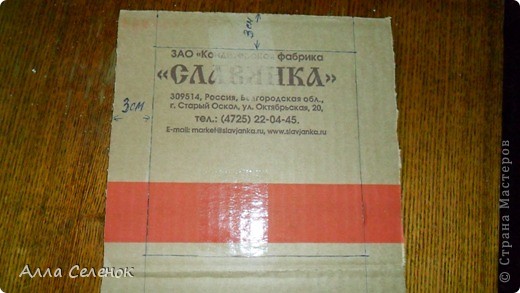 3см
ЗАО «Кондитерская фабрика
«СЛАВЯНКА»
309514, Россия, Белгородская обл.,
г. Старый Оскол, ул. Октябрьская, 20,
тел.: (4725) 22-04-45.
E-mail: market@slavjanka.ru, www.slavjanka.ru
3см
Алла Селенок
© Страна Мастеров